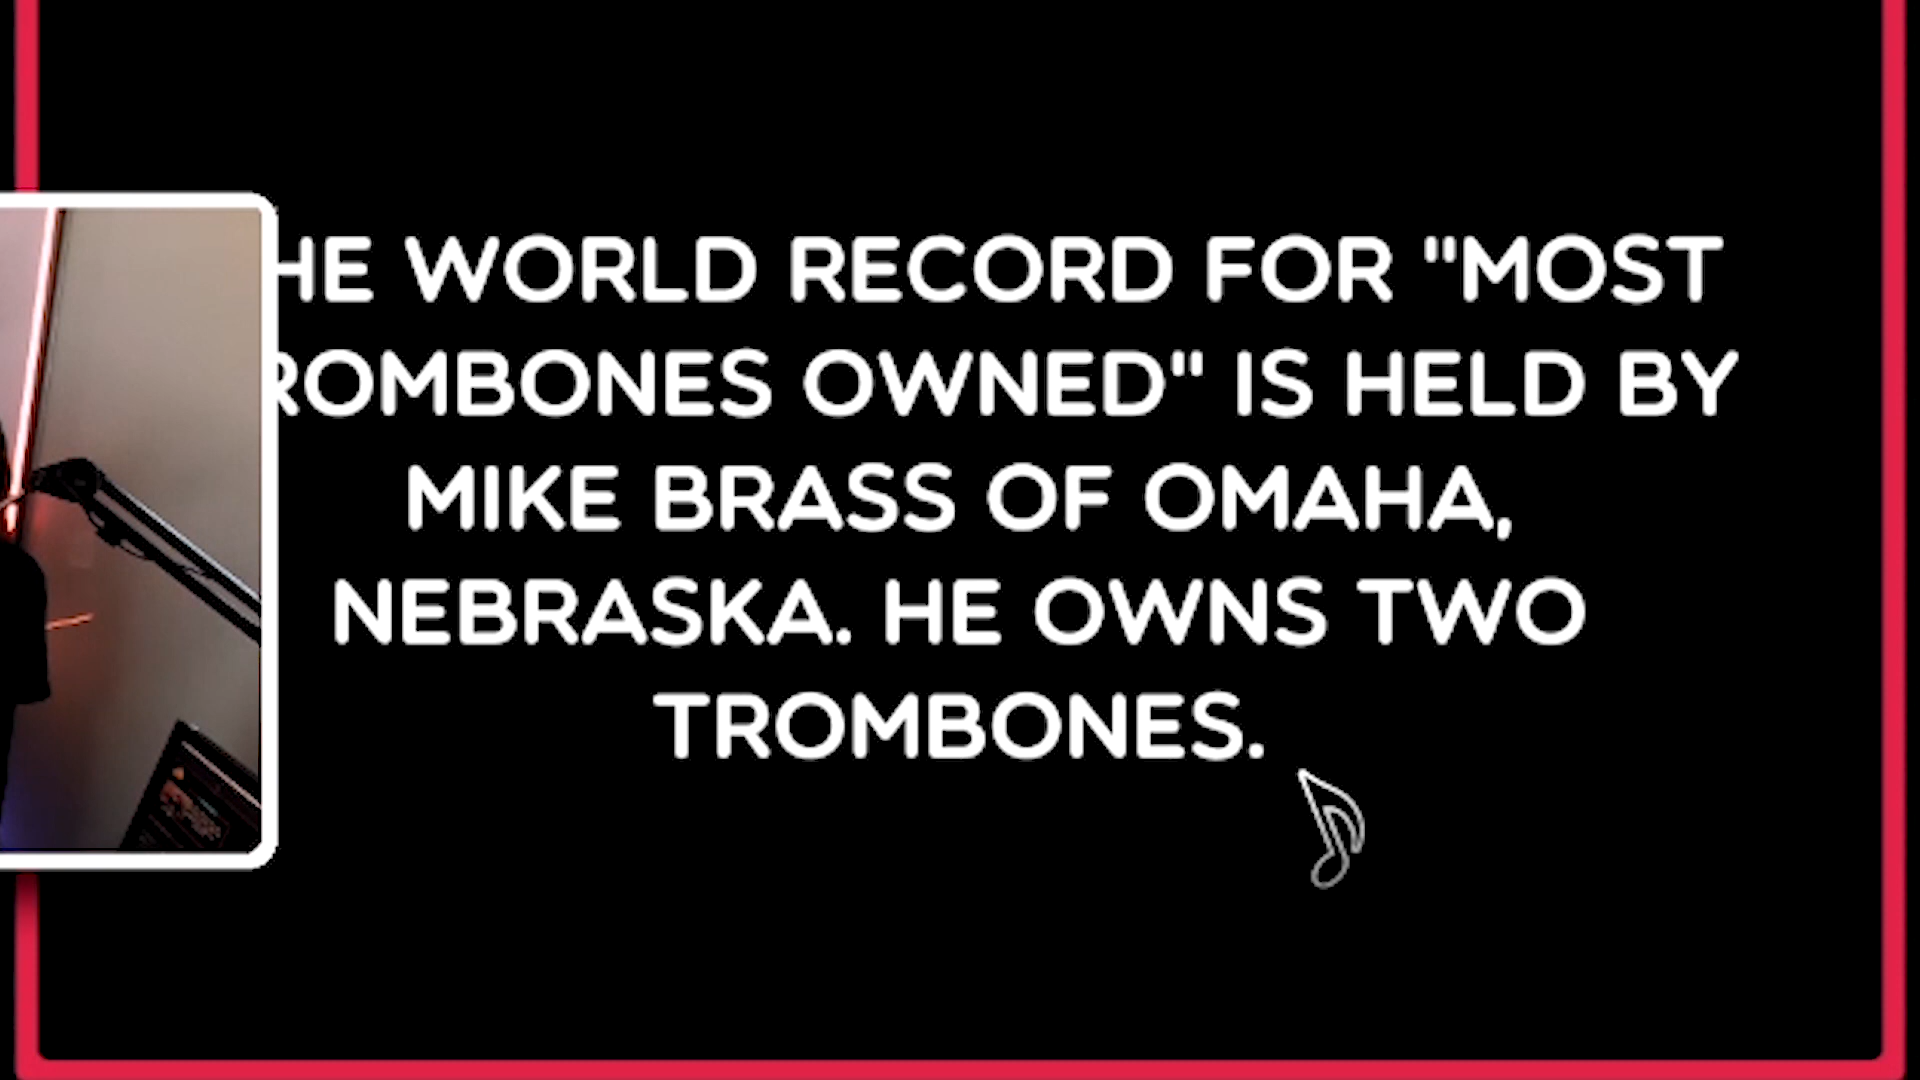 HE WORLD RECORD FOR "MOST
ROMBONES OWNED" IS HELD BY
MIKE BRASS OF OMAHA,
NEBRASKA. HE OWNS TWO
TROMBONES.